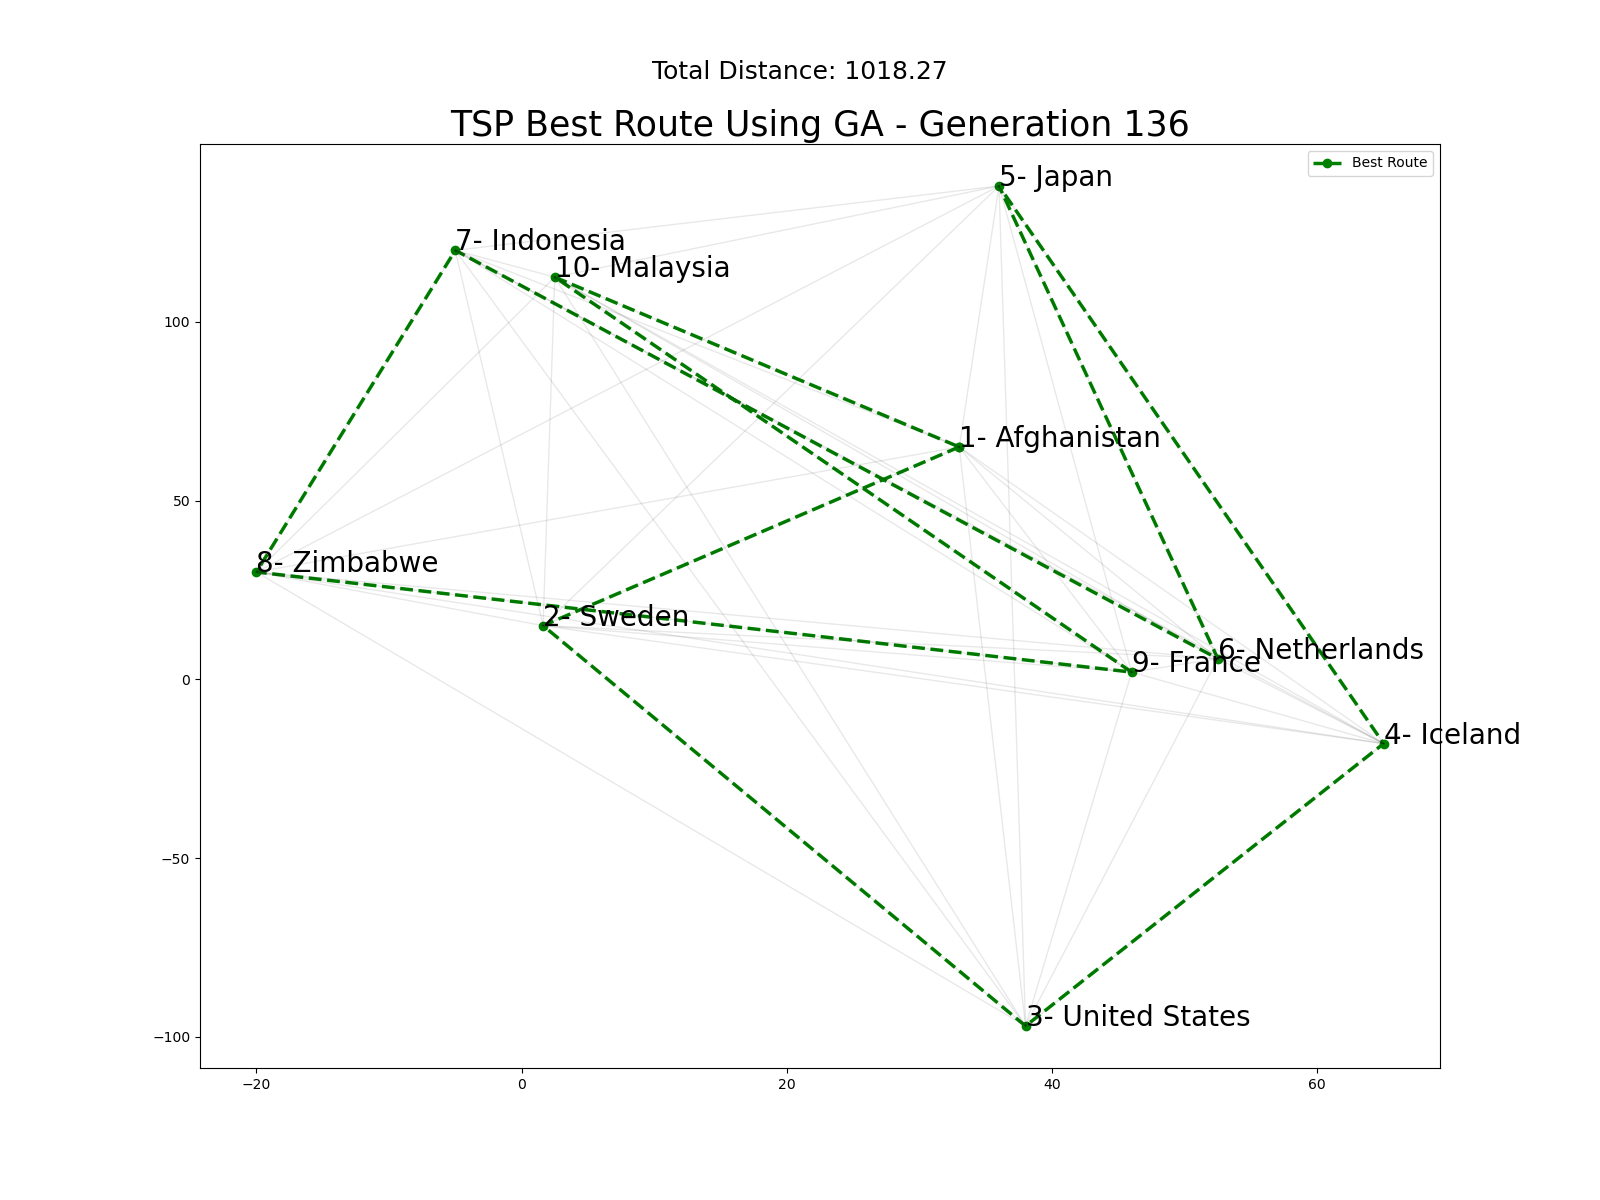 Total Distance: 1018.27
TSP Best Route Using GA - Generation 136
Best Route
5- Japan
7- Indonesia
10- Malaysia
1- Afghanistan
8- Zimbabwe
2- Sweden
6- Netherlands
9- France
4- Iceland
3- United States
100
50
0
−50
−100
−20
0
20
40
60